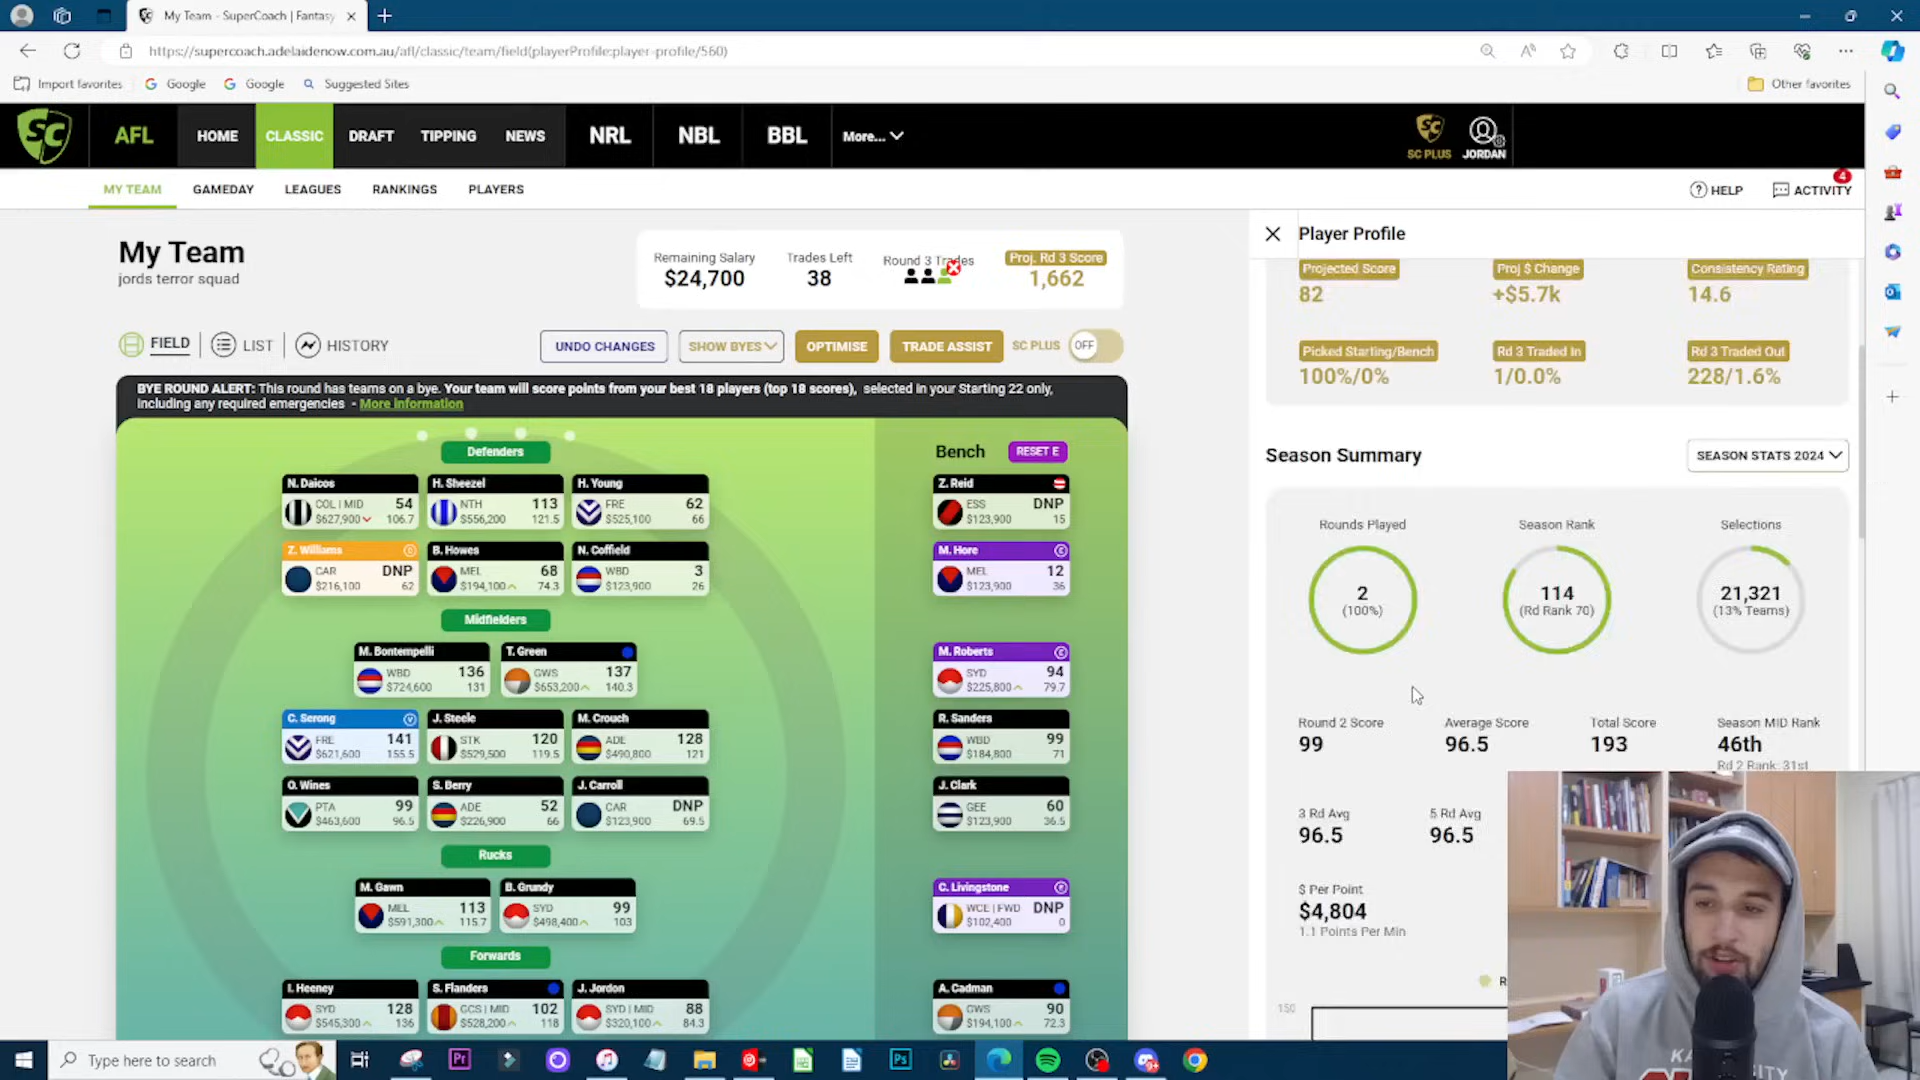 My Team - SuperCoach | Fantasy
https://supercoach.adelaidenow.com.au/afl/classic/team/field(playerProfile:player-profile/560)
Import favorites Google Google Suggested Sites Other favorites
SC AFL HOME CLASSIC DRAFT TIPPING NEWS NRL NBL BBL More... SC PLUS JORDAN
MY TEAM GAMEDAY LEAGUES RANKINGS PLAYERS HELP ACTIVITY 4
My Team
jords terror squad
Remaining Salary Trades Left Round 3 Trades Proj. Rd 3 Score
$24,700 38 1,662
FIELD LIST HISTORY UNDO CHANGES SHOW BYES OPTIMISE TRADE ASSIST SC PLUS OFF
BYE ROUND ALERT: This round has teams on a bye. Your team will score points from your best 18 players (top 18 scores), selected in your Starting 22 only,
including any required emergencies - More information
Defenders
Bench RESET E
N. Daicos H. Sheezel H. Young Z. Reid
COL | MID 54 NTH 113 FRE 62 ESS DNP
$627,900 106.7 $556,200 121.5 $525,100 66 $123,900 15
Z. Williams B. Howes N. Coffield M. Hore
CAR DNP MEL 68 WBD 3 MEL 12
$216,100 62 $194,100 74.3 $123,900 26 $123,900 36
Midfielders
M. Bontempelli T. Green M. Roberts
WBD 136 GWS 137 SYD 94
$724,600 131 $653,200 140.3 $225,800 79.7
C. Serong J. Steele M. Crouch R. Sanders
FRE 141 STK 120 ADE 128 WBD 99
$621,600 155.5 $529,500 119.5 $490,800 121 $184,800 71
O. Wines S. Berry J. Carroll J. Clark
PTA 99 ADE 52 CAR DNP GEE 60
$463,600 96.5 $226,900 66 $123,900 69.5 $123,900 36.5
Rucks
M. Gawn B. Grundy C. Livingstone
MEL 113 SYD 99 WCE | FWD DNP
$591,300 115.7 $498,400 103 $102,400 0
Forwards
I. Heeney S. Flanders J. Jordon A. Cadman
SYD 128 GCS | MID 102 SYD | MID 88 GWS 90
$545,300 136 $528,200 118 $320,100 84.3 $194,100 72.3
Player Profile
Projected Score Proj $ Change Consistency Rating
82 +$5.7k 14.6
Picked Starting/Bench Rd 3 Traded In Rd 3 Traded Out
100%/0% 1/0.0% 228/1.6%
Season Summary SEASON STATS 2024
Rounds Played Season Rank Selections
2 114 21,321
(100%) (Rd Rank 70) (13% Teams)
Round 2 Score Average Score Total Score Season MID Rank
99 96.5 193 46th
Rd 2 Rank: 31st
3 Rd Avg 5 Rd Avg
96.5 96.5
$ Per Point
$4,804
1.1 Points Per Min
150
Type here to search